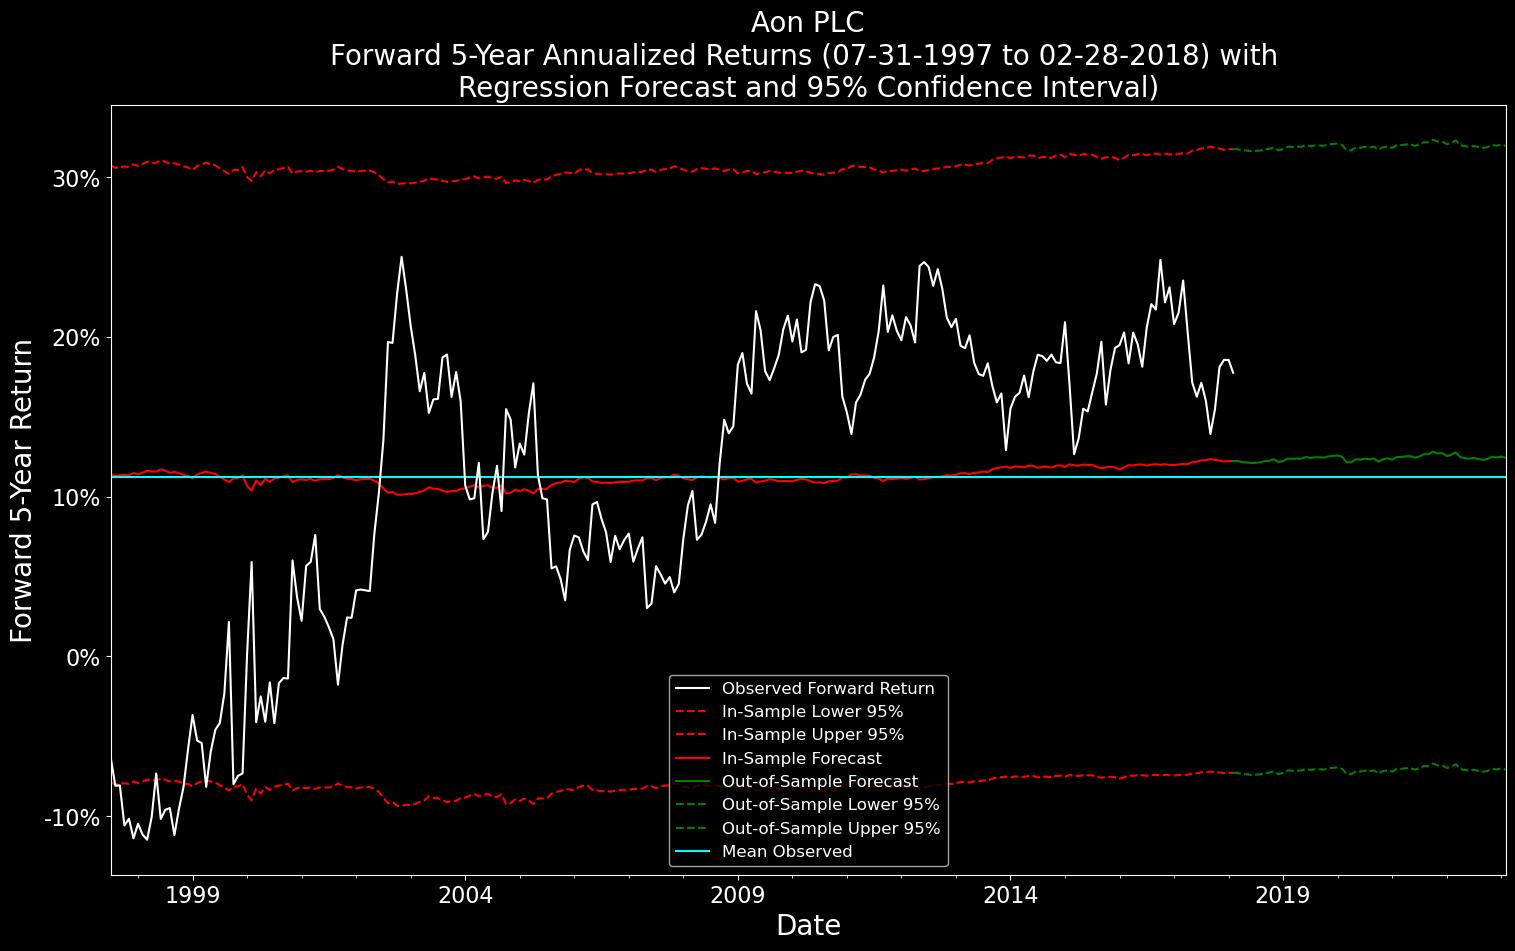 Aon PLC
Forward 5-Year Annualized Returns (07-31-1997 to 02-28-2018) with
Regression Forecast and 95% Confidence Interval)
Forward 5-Year Return
30%
20%
10%
0%
-10%
Observed Forward Return
In-Sample Lower 95%
In-Sample Upper 95%
In-Sample Forecast
Out-of-Sample Forecast
Out-of-Sample Lower 95%
Out-of-Sample Upper 95%
Mean Observed
1999
2004
2009
2014
2019
Date